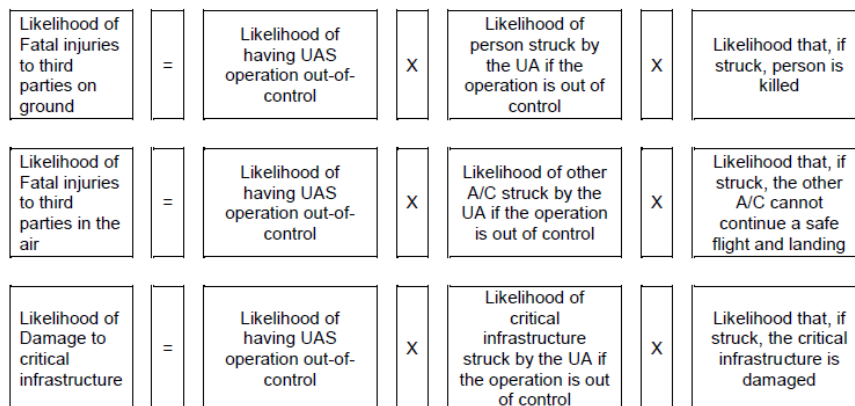 Likelihood of
Fatal injuries
to third
parties on
ground
=
Likelihood of
having UAS
operation out-of-
control
X
Likelihood of
person struck by
the UA if the
operation is out of
control
X
Likelihood that, if
struck, person is
killed
Likelihood of
Fatal injuries
to third
parties in the
air
=
Likelihood of
having UAS
operation out-of-
control
X
Likelihood of other
A/C struck by the
UA if the operation
is out of control
X
Likelihood that, if
struck, the other
A/C cannot
continue a safe
flight and landing
Likelihood of
Damage to
critical
infrastructure
=
Likelihood of
having UAS
operation out-of-
control
X
Likelihood of
critical
infrastructure
struck by the UA if
the operation is out
of control
X
Likelihood that, if
struck, the critical
infrastructure is
damaged